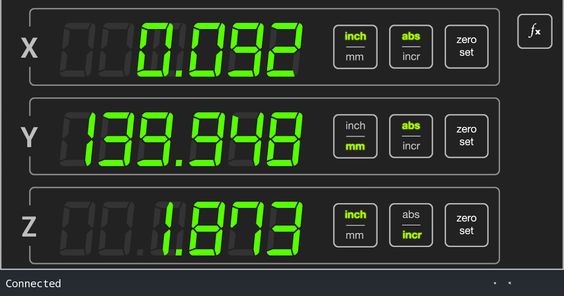 X 0.092 inch abs zero fx
mm incr set
Y 139.948 inch abs zero
mm incr set
Z 1.873 inch abs zero
mm incr set
Connected